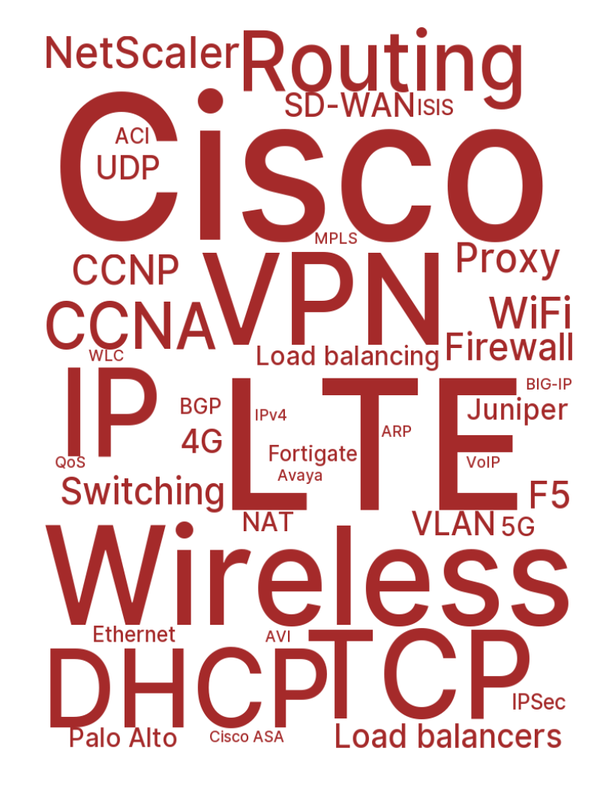 NetScaler
Routing
SD-WAN
ISIS
Cisco
ACI
UDP
MPLS
CCNP
VPN
Proxy
CCNA
WiFi
WLC
Load balancing
Firewall
IP
LTE
BIG-IP
BGP
IPv4
Juniper
4G
ARP
QoS
Fortigate
VoIP
Avaya
Switching
F5
NAT
VLAN
5G
Wireless
Ethernet
AVI
DHCP
TCP
IPSec
Palo Alto
Cisco ASA
Load balancers